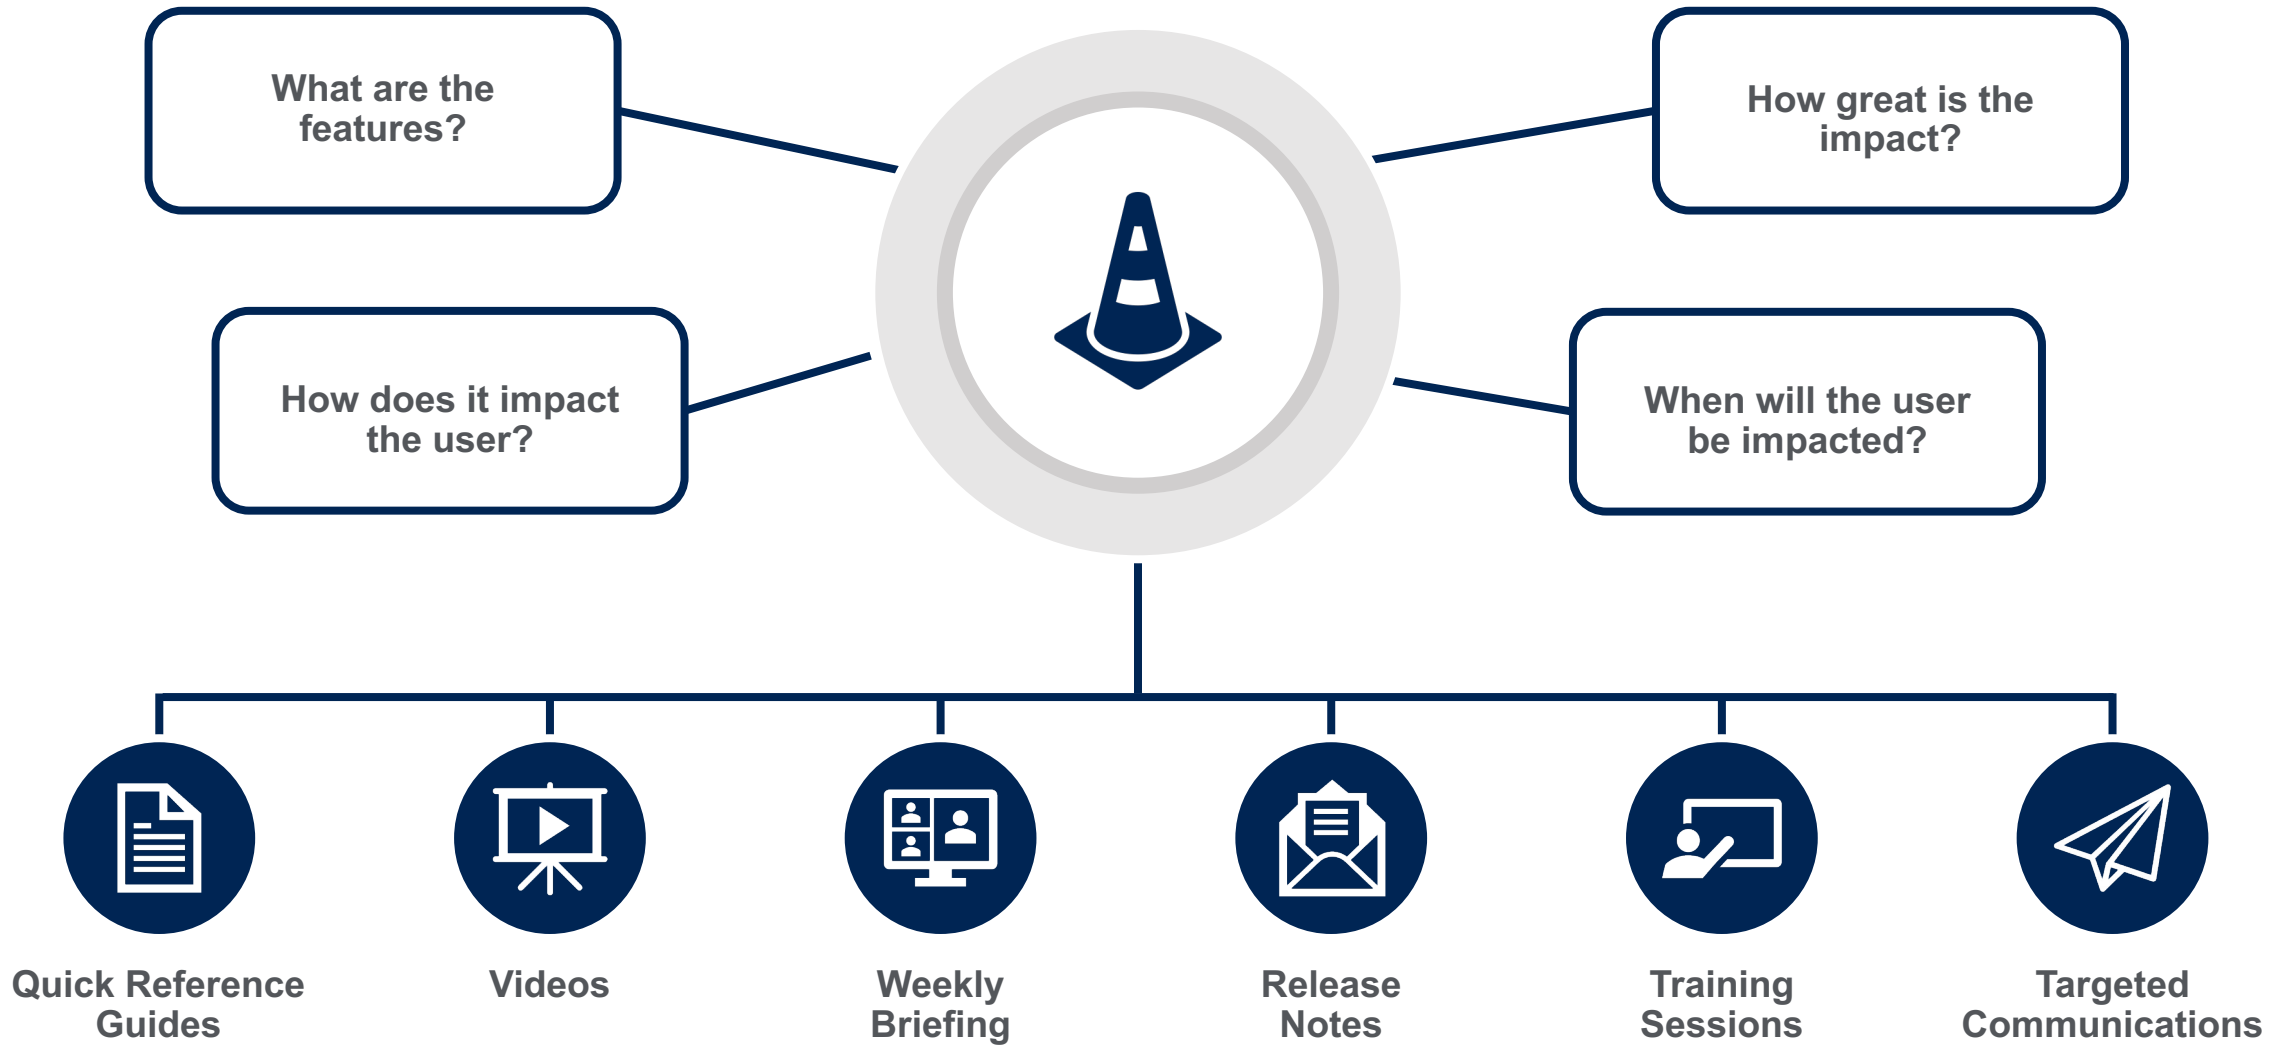 What are the
features?
How great is the
impact?
How does it impact
the user?
When will the user
be impacted?
Quick Reference
Guides
Videos
Weekly
Briefing
Release
Notes
Training
Sessions
Targeted
Communications